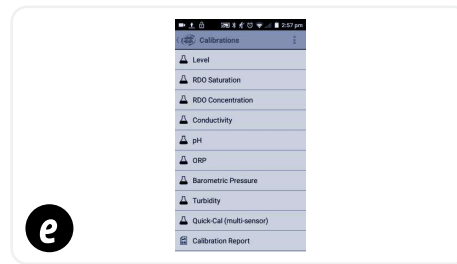 2:57 pm
Calibrations
Level
RDO Saturation
RDO Concentration
Conductivity
pH
ORP
Barometric Pressure
Turbidity
Quick-Cal (multi-sensor)
Calibration Report
e